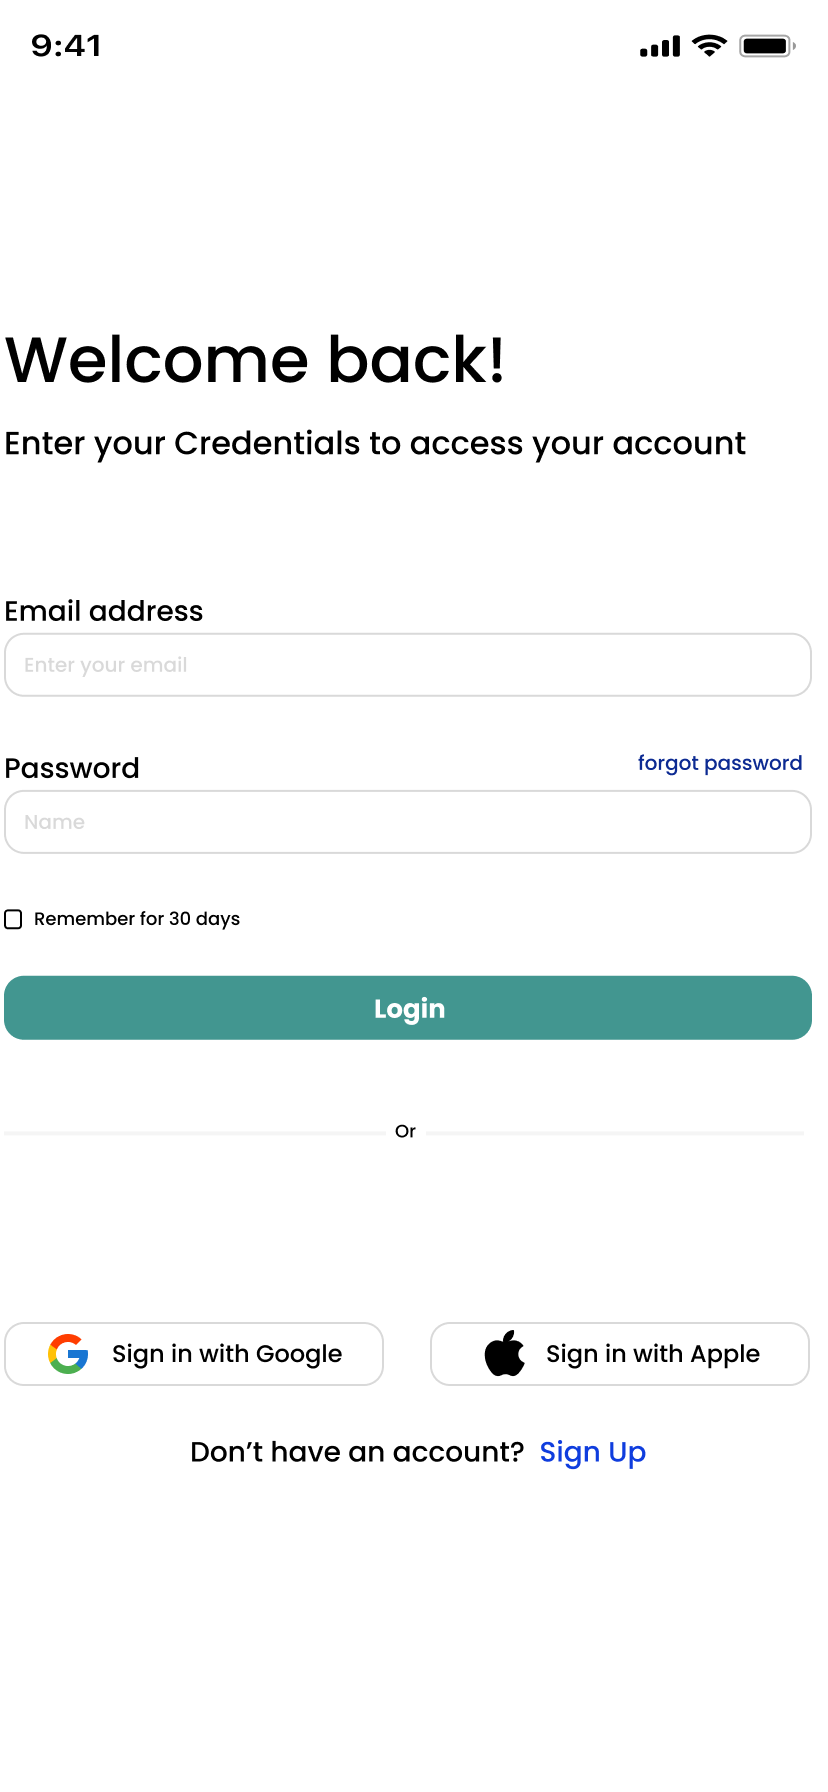 9:41
Welcome back!
Enter your Credentials to access your account
Email address
Enter your email
Password
forgot password
Name
Remember for 30 days
Login
Or
Sign in with Google
Sign in with Apple
Don’t have an account? Sign Up